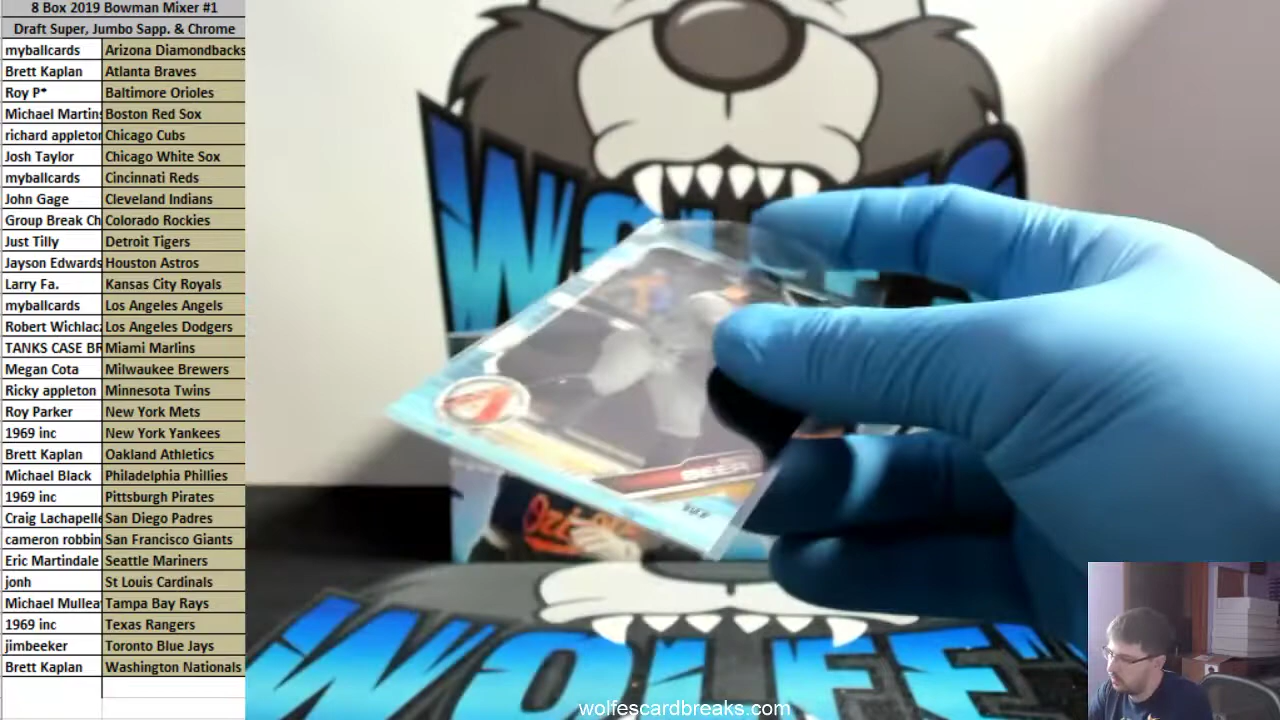 8 Box 2019 Bowman Mixer #1
Draft Super, Jumbo Sapp. & Chrome
myballcards Arizona Diamondbacks
Brett Kaplan Atlanta Braves
Roy P* Baltimore Orioles
Michael Martins Boston Red Sox
richard appleton Chicago Cubs
Josh Taylor Chicago White Sox
myballcards Cincinnati Reds
John Gage Cleveland Indians
Group Break Ch Colorado Rockies
Just Tilly Detroit Tigers
Jayson Edwards Houston Astros
Larry Fa. Kansas City Royals
myballcards Los Angeles Angels
Robert Wichlacz Los Angeles Dodgers
TANKS CASE BR Miami Marlins
Megan Cota Milwaukee Brewers
Ricky appleton Minnesota Twins
Roy Parker New York Mets
1969 inc New York Yankees
Brett Kaplan Oakland Athletics
Michael Black Philadelphia Phillies
1969 inc Pittsburgh Pirates
Craig Lachapelle San Diego Padres
cameron robbin San Francisco Giants
Eric Martindale Seattle Mariners
jonh St Louis Cardinals
Michael Mullea Tampa Bay Rays
1969 inc Texas Rangers
jimbeeker Toronto Blue Jays
Brett Kaplan Washington Nationals
WOLFE
BEER
WOLFE"
wolfescardbreaks.com